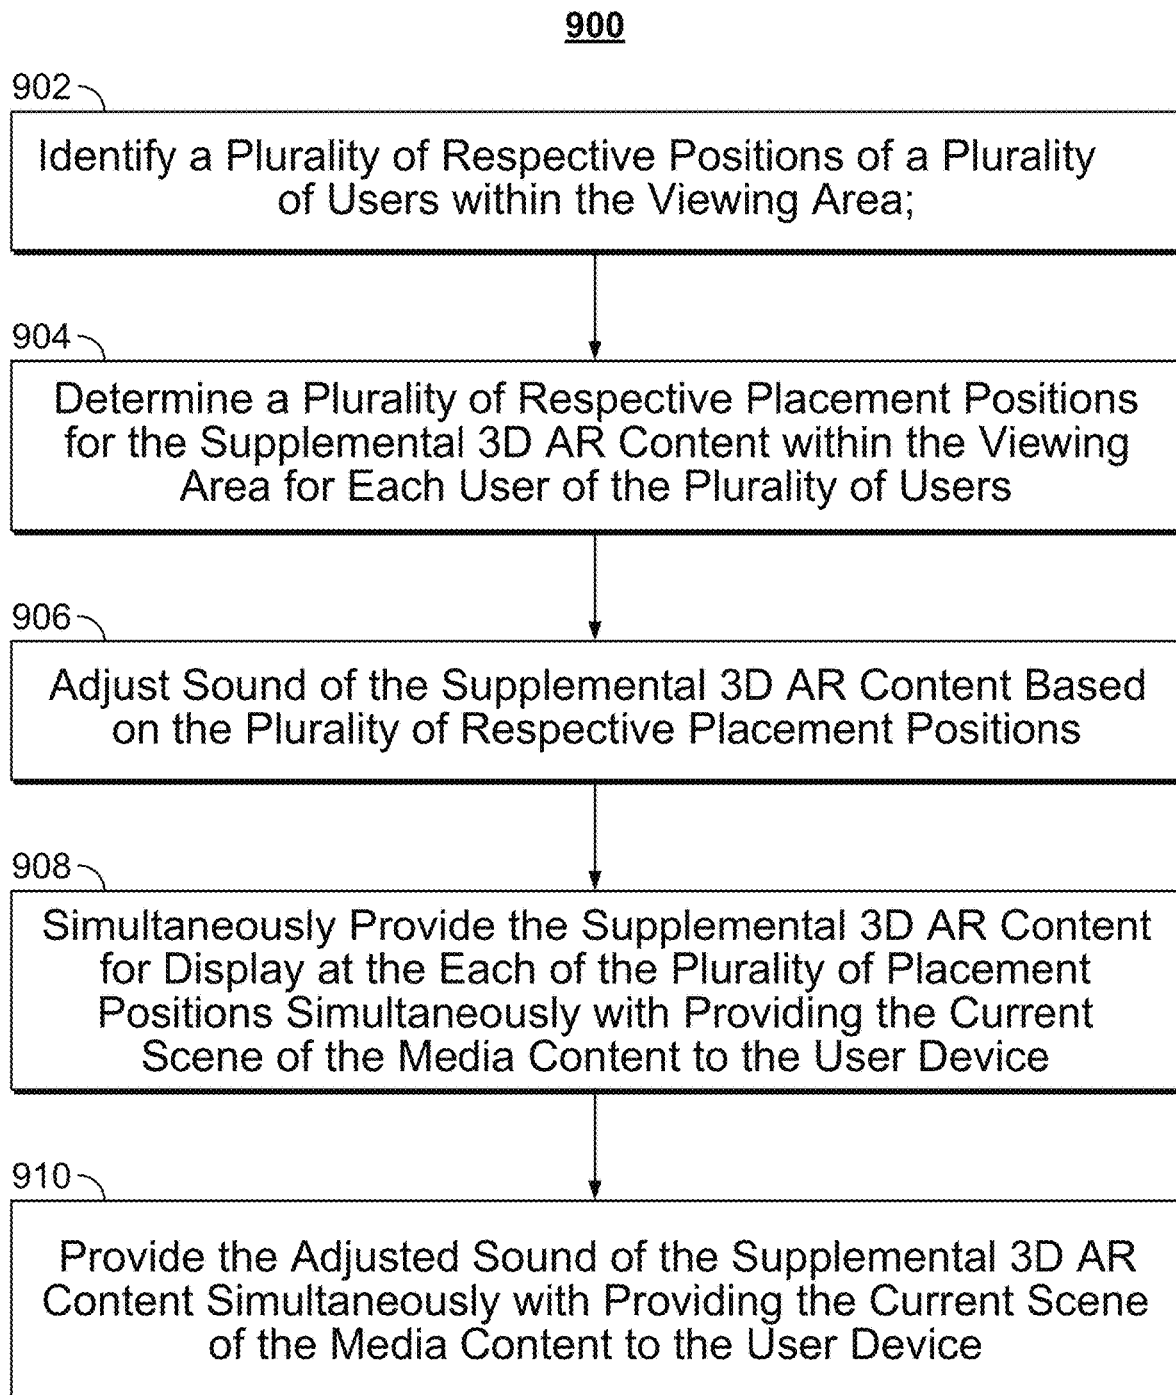 900
902
Identify a Plurality of Respective Positions of a Plurality
of Users within the Viewing Area;
904
Determine a Plurality of Respective Placement Positions
for the Supplemental 3D AR Content within the Viewing
Area for Each User of the Plurality of Users
906
Adjust Sound of the Supplemental 3D AR Content Based
on the Plurality of Respective Placement Positions
908
Simultaneously Provide the Supplemental 3D AR Content
for Display at the Each of the Plurality of Placement
Positions Simultaneously with Providing the Current
Scene of the Media Content to the User Device
910
Provide the Adjusted Sound of the Supplemental 3D AR
Content Simultaneously with Providing the Current Scene
of the Media Content to the User Device